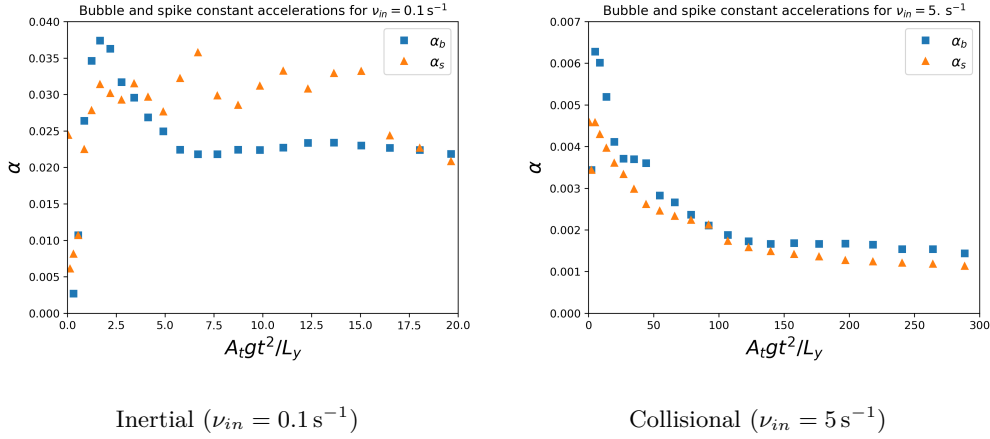 Bubble and spike constant accelerations for ν_in = 0.1 s⁻¹
0.040
0.035
0.030
0.025
0.020
0.015
0.010
0.005
0.000
α
α_b
α_s
0.0 2.5 5.0 7.5 10.0 12.5 15.0 17.5 20.0
A_t gt²/L_y
Inertial (ν_in = 0.1 s⁻¹)
Bubble and spike constant accelerations for ν_in = 5. s⁻¹
0.007
0.006
0.005
0.004
0.003
0.002
0.001
0.000
α
α_b
α_s
0 50 100 150 200 250 300
A_t gt²/L_y
Collisional (ν_in = 5 s⁻¹)